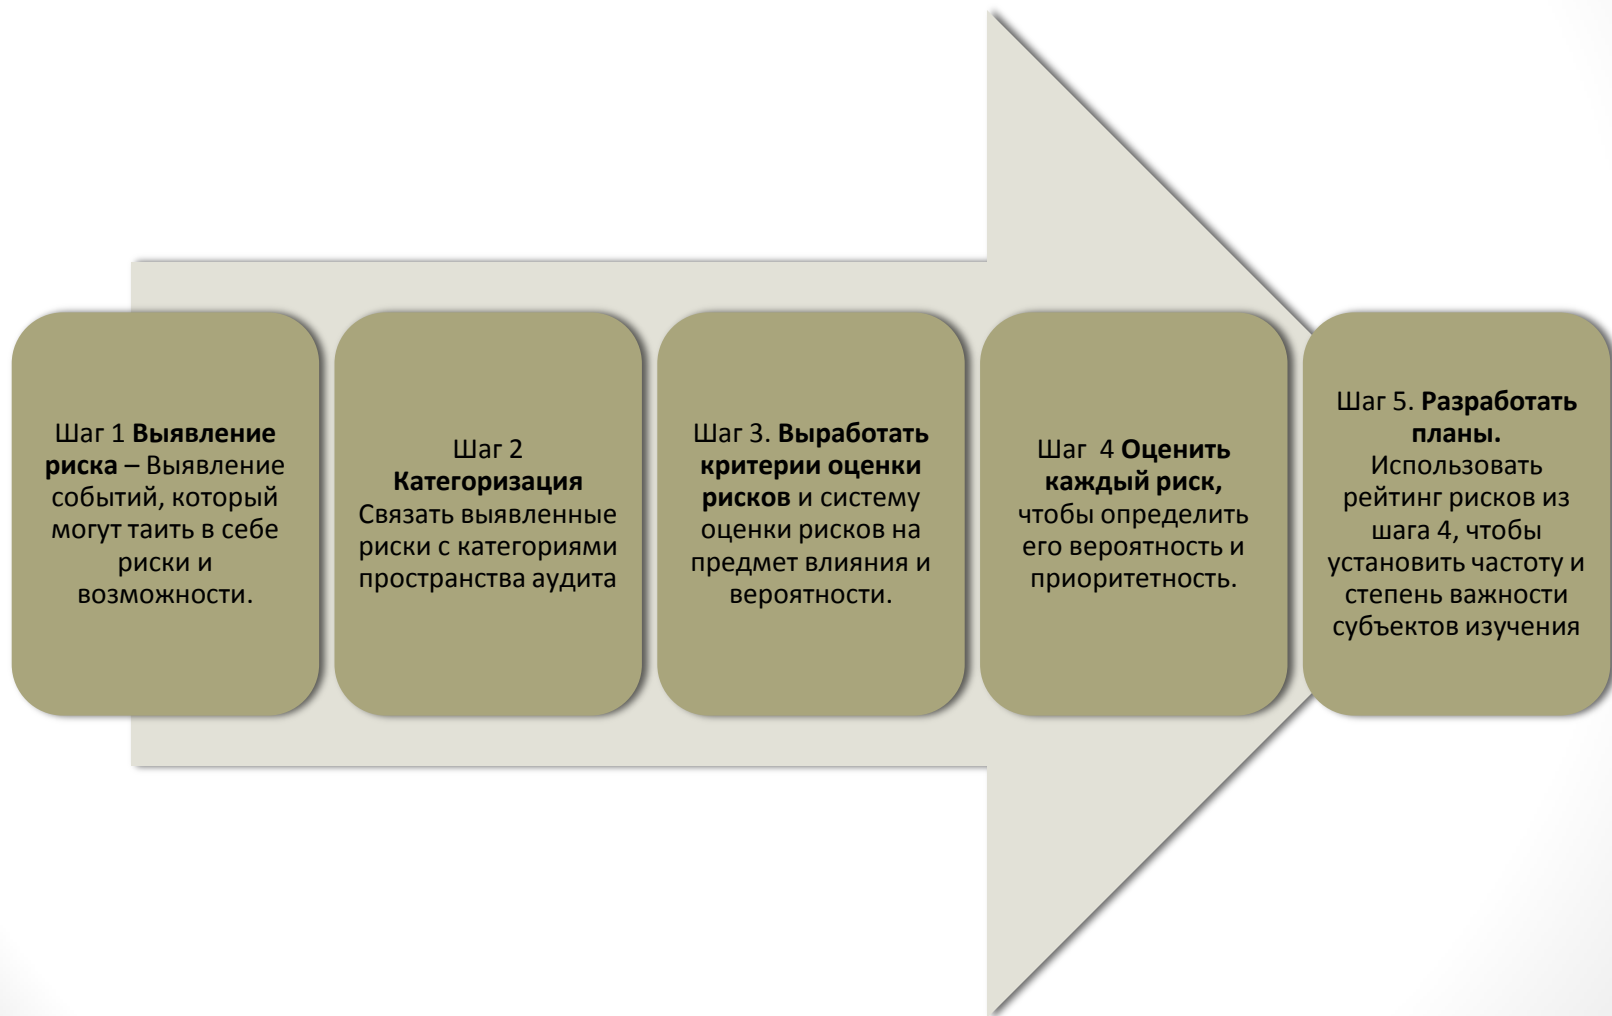 Шаг 1 Выявление
риска – Выявление
событий, который
могут таить в себе
риски и
возможности.
Шаг 2
Категоризация
Связать выявленные
риски с категориями
пространства аудита
Шаг 3. Выработать
критерии оценки
рисков и систему
оценки рисков на
предмет влияния и
вероятности.
Шаг 4 Оценить
каждый риск,
чтобы определить
его вероятность и
приоритетность.
Шаг 5. Разработать
планы.
Использовать
рейтинг рисков из
шага 4, чтобы
установить частоту и
степень важности
субъектов изучения